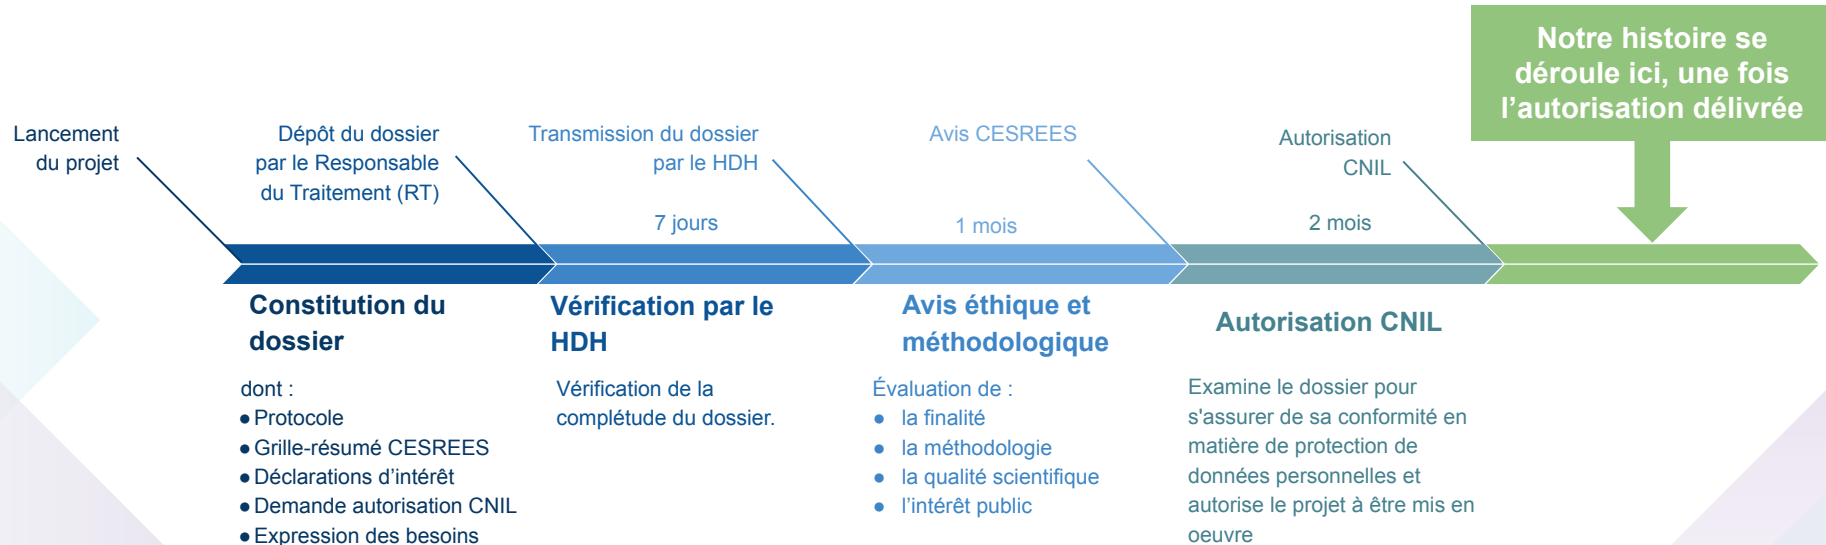 Notre histoire se
déroule ici, une fois
l'autorisation délivrée
Lancement
du projet
Dépôt du dossier
par le Responsable
du Traitement (RT)
Transmission du dossier
par le HDH
7 jours
Avis CESREES
1 mois
Autorisation
CNIL
2 mois
Constitution du
dossier
dont :
● Protocole
● Grille-résumé CESREES
● Déclarations d'intérêt
● Demande autorisation CNIL
● Expression des besoins
Vérification par le
HDH
Vérification de la
complétude du dossier.
Avis éthique et
méthodologique
Évaluation de :
● la finalité
● la méthodologie
● la qualité scientifique
● l'intérêt public
Autorisation CNIL
Examine le dossier pour
s'assurer de sa conformité en
matière de protection de
données personnelles et
autorise le projet à être mis en
oeuvre